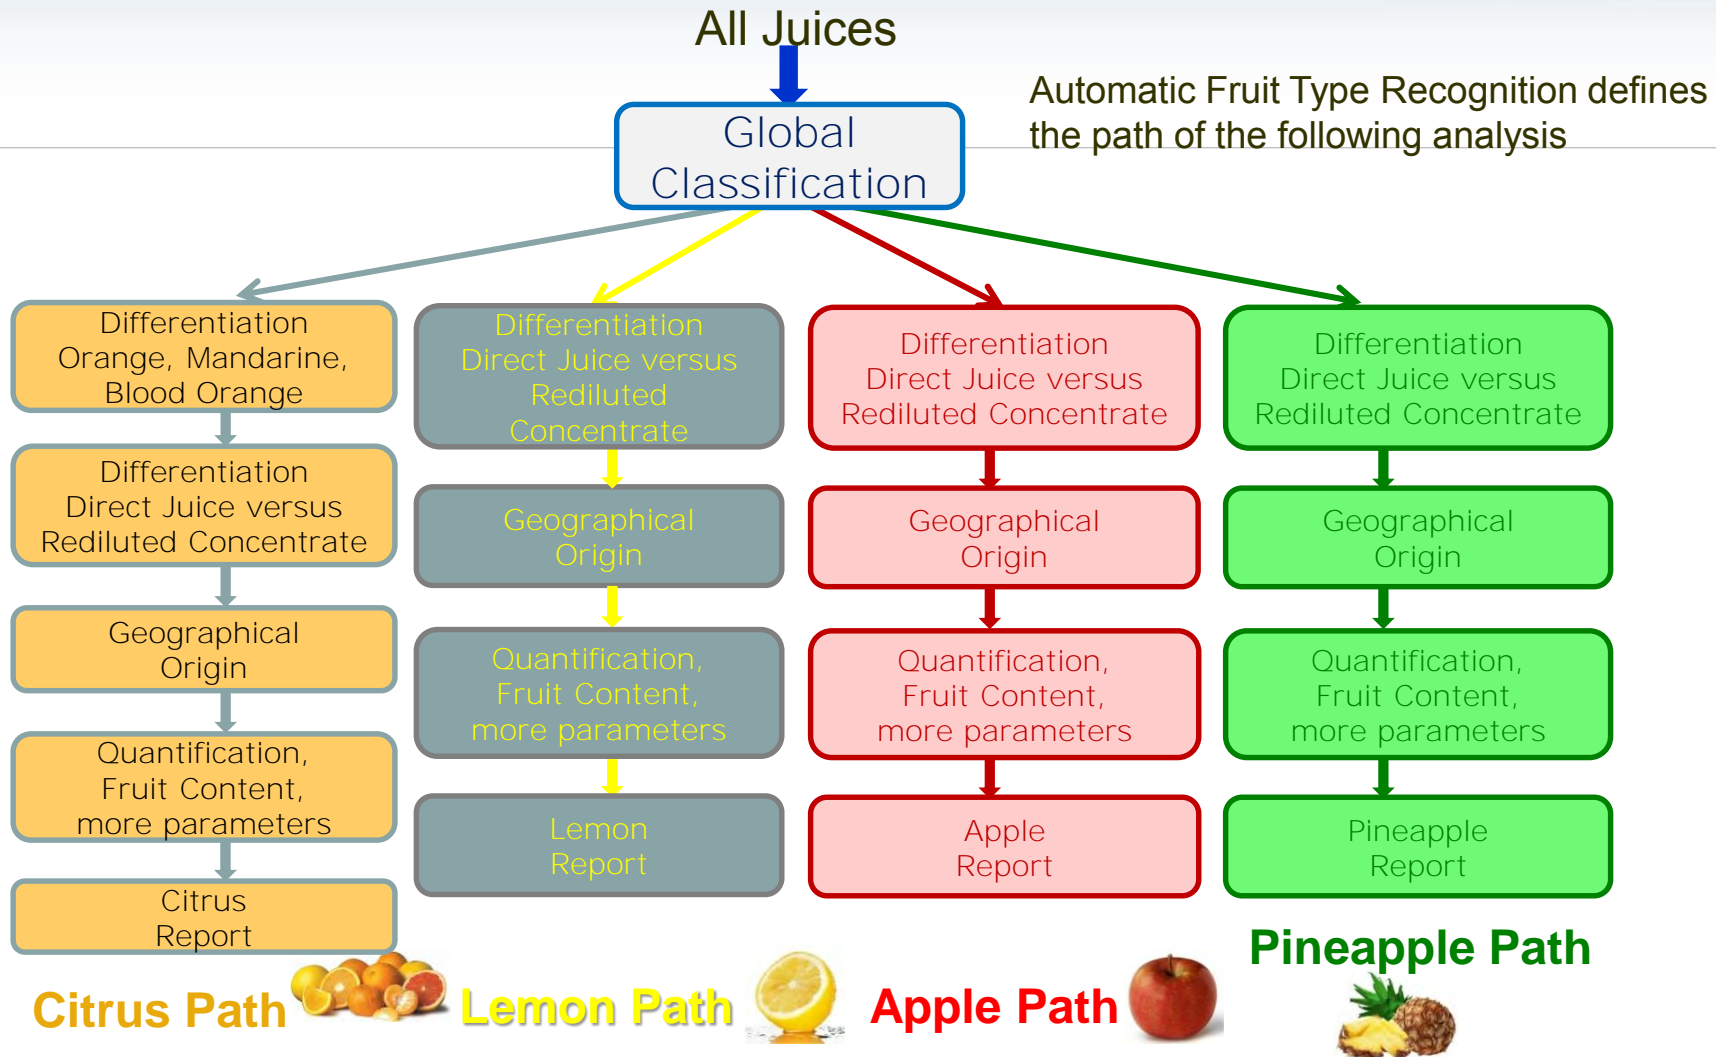 All Juices
Automatic Fruit Type Recognition defines
the path of the following analysis
Global
Classification
Differentiation
Orange, Mandarine,
Blood Orange
Differentiation
Direct Juice versus
Rediluted Concentrate
Geographical
Origin
Quantification,
Fruit Content,
more parameters
Citrus
Report
Citrus Path
Differentiation
Direct Juice versus
Rediluted
Concentrate
Geographical
Origin
Quantification,
Fruit Content,
more parameters
Lemon
Report
Lemon Path
Differentiation
Direct Juice versus
Rediluted Concentrate
Geographical
Origin
Quantification,
Fruit Content,
more parameters
Apple
Report
Apple Path
Differentiation
Direct Juice versus
Rediluted Concentrate
Geographical
Origin
Quantification,
Fruit Content,
more parameters
Pineapple
Report
Pineapple Path